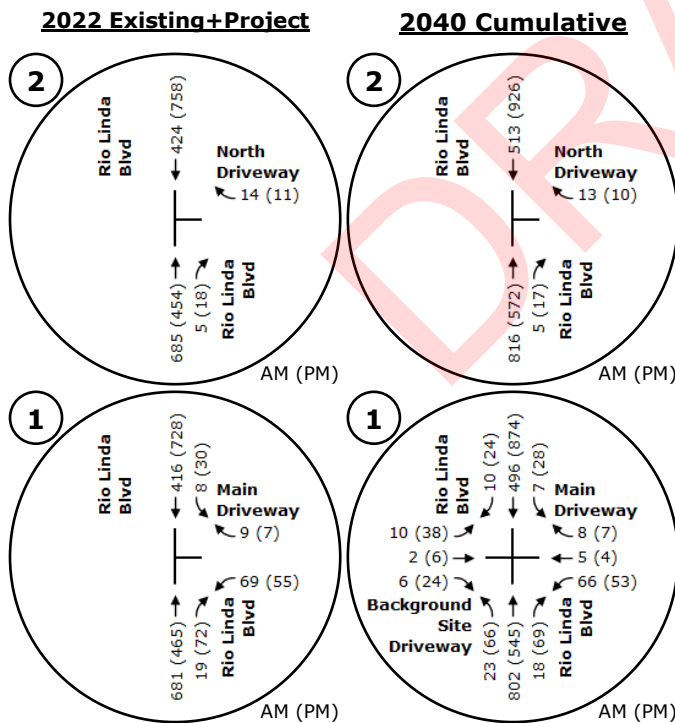 2022 Existing+Project
2040 Cumulative
2
Rio Linda
Blvd
424 (758)
North
Driveway
14 (11)
685 (454)
5 (18)
Rio Linda
Blvd
AM (PM)
2
Rio Linda
Blvd
513 (926)
North
Driveway
13 (10)
816 (572)
5 (17)
Rio Linda
Blvd
AM (PM)
1
Rio Linda
Blvd
416 (728)
8 (30)
Main
Driveway
9 (7)
69 (55)
681 (465)
19 (72)
Rio Linda
Blvd
AM (PM)
1
Rio Linda
Blvd
10 (24)
496 (874)
7 (28)
Main
Driveway
10 (38)
8 (7)
2 (6)
5 (4)
6 (24)
66 (53)
Background
Site
Driveway
23 (66)
802 (545)
18 (69)
Rio Linda
Blvd
AM (PM)